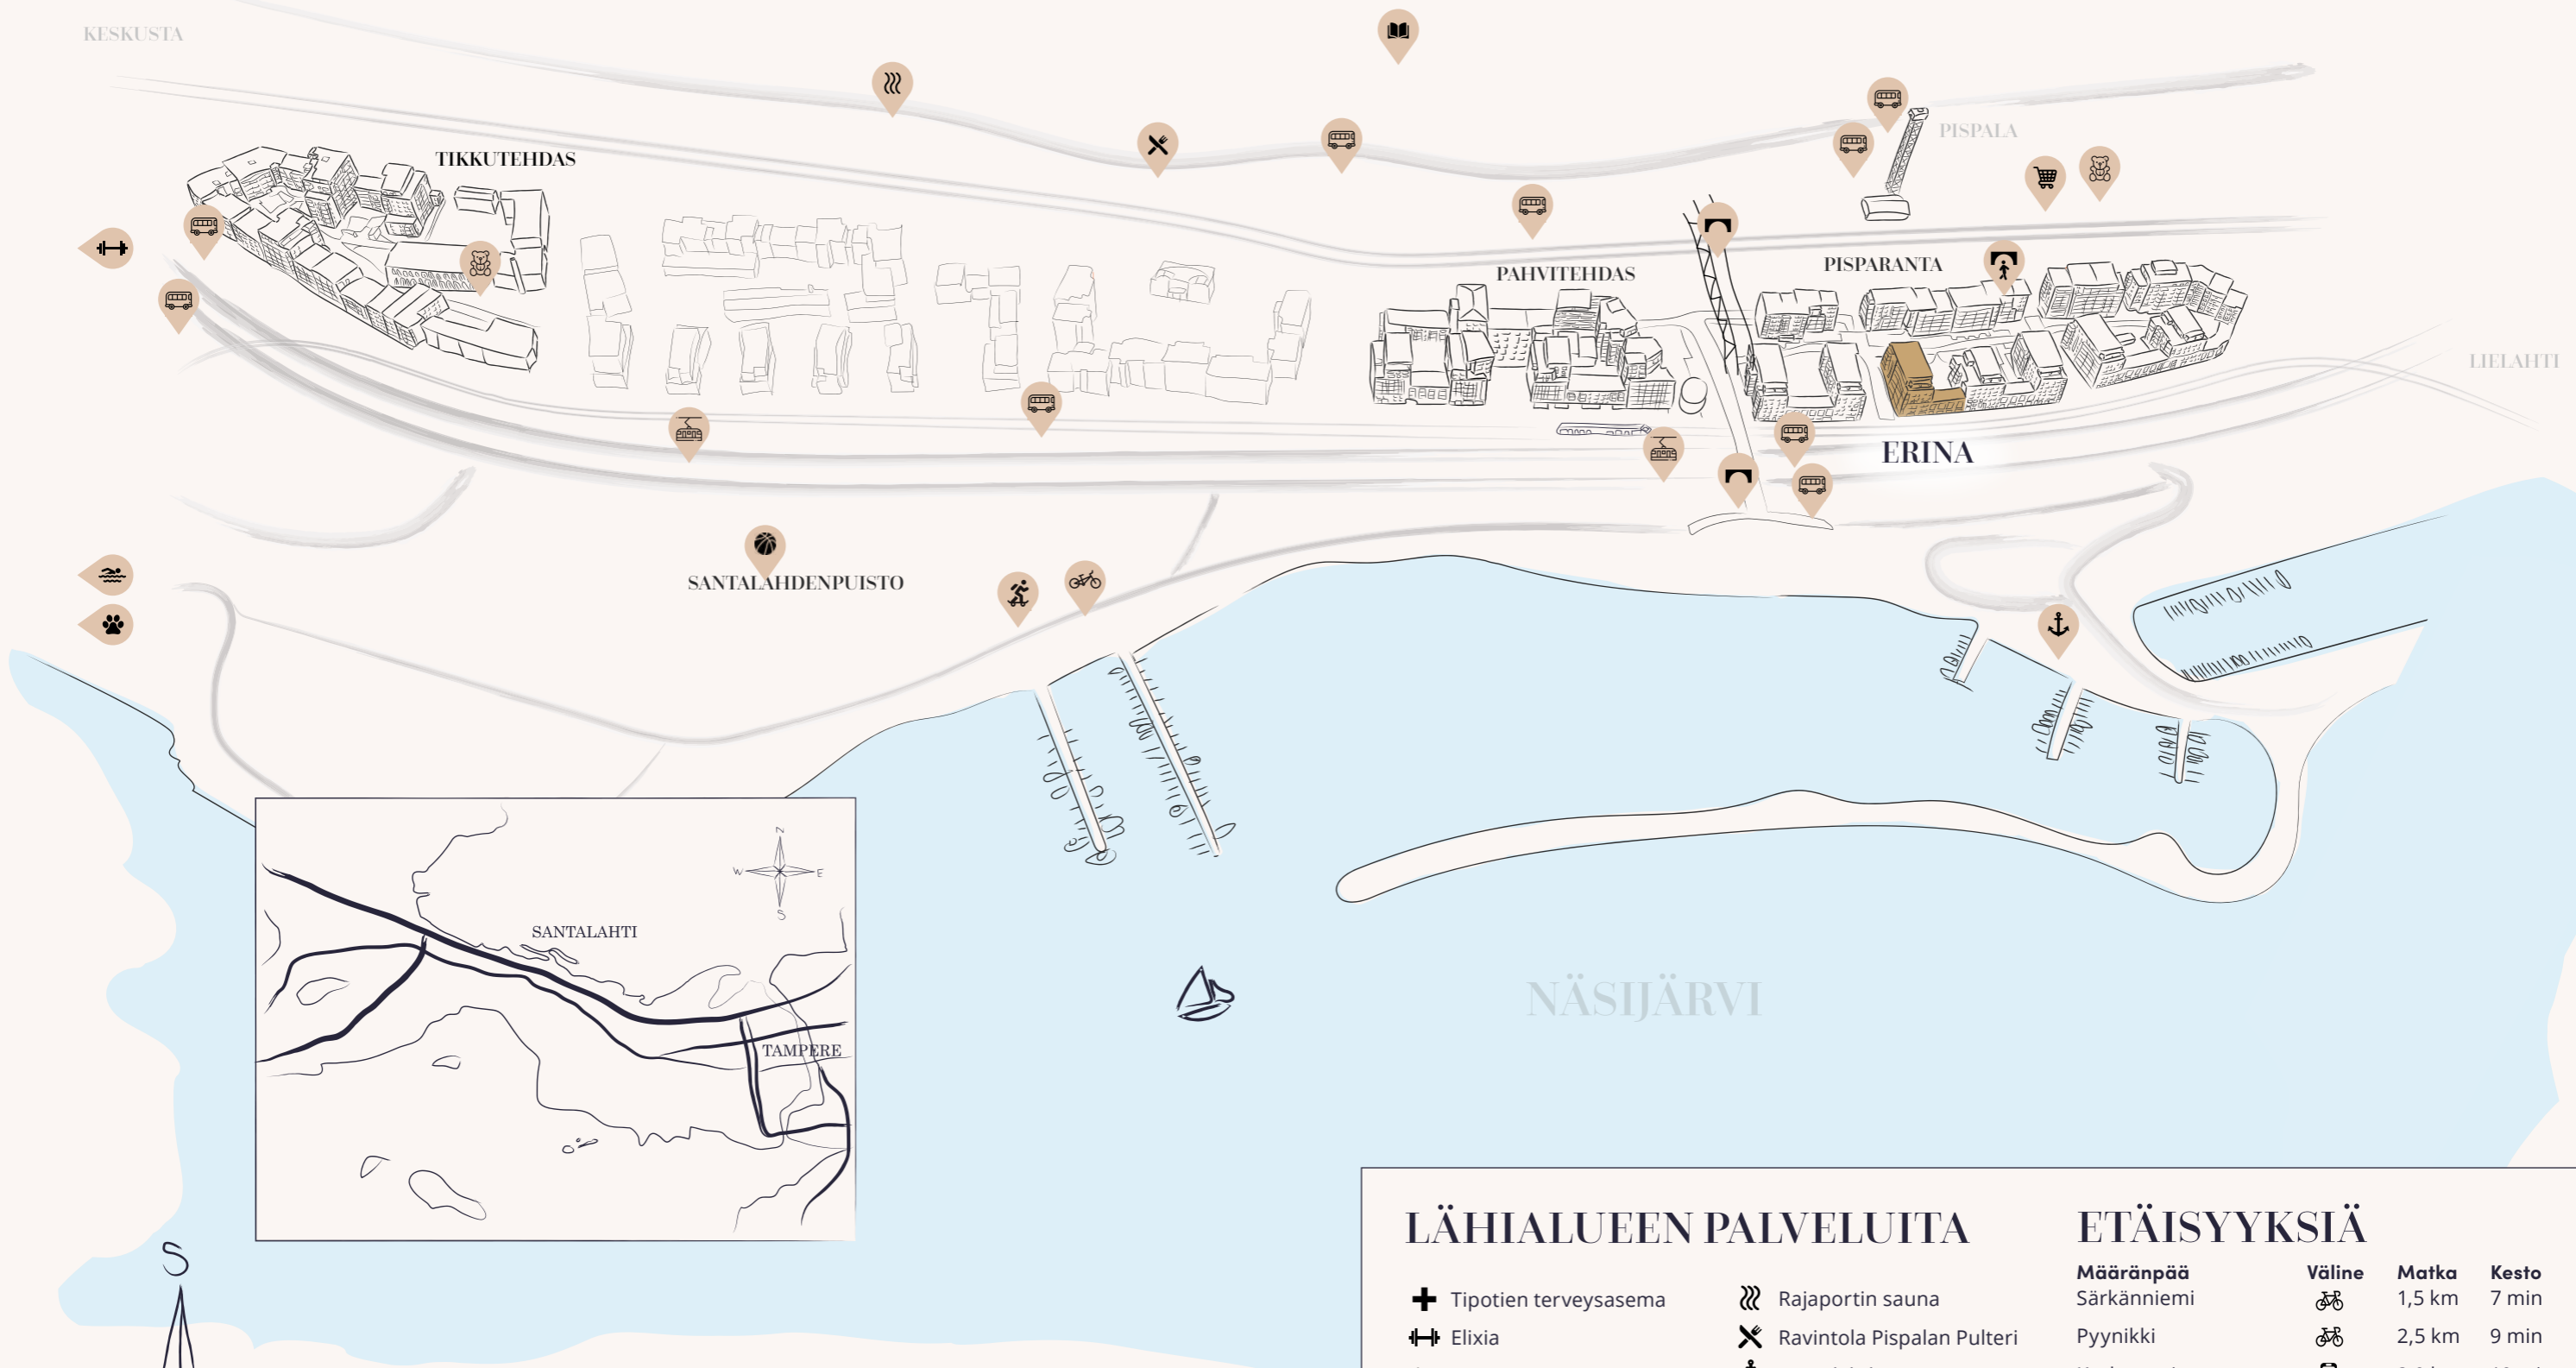 KESKUSTA
PISPALA
TIKKUTEHDAS
PISPARANTA
PAHVITEHDAS
LIELAHTI
ERINA
SANTALAHDENPUISTO
N
W
E
S
SANTALAHTI
NÄSIJÄRVI
TAMPERE
S
LÄHIALUEEN PALVELUITA
Tipotien terveysasema
Elixia
Rajaportin sauna
Ravintola Pispalan Pulteri
ETÄISYYKSIÄ
Määränpää Väline Matka Kesto
Särkänniemi 1,5 km 7 min
Pyynikki 2,5 km 9 min